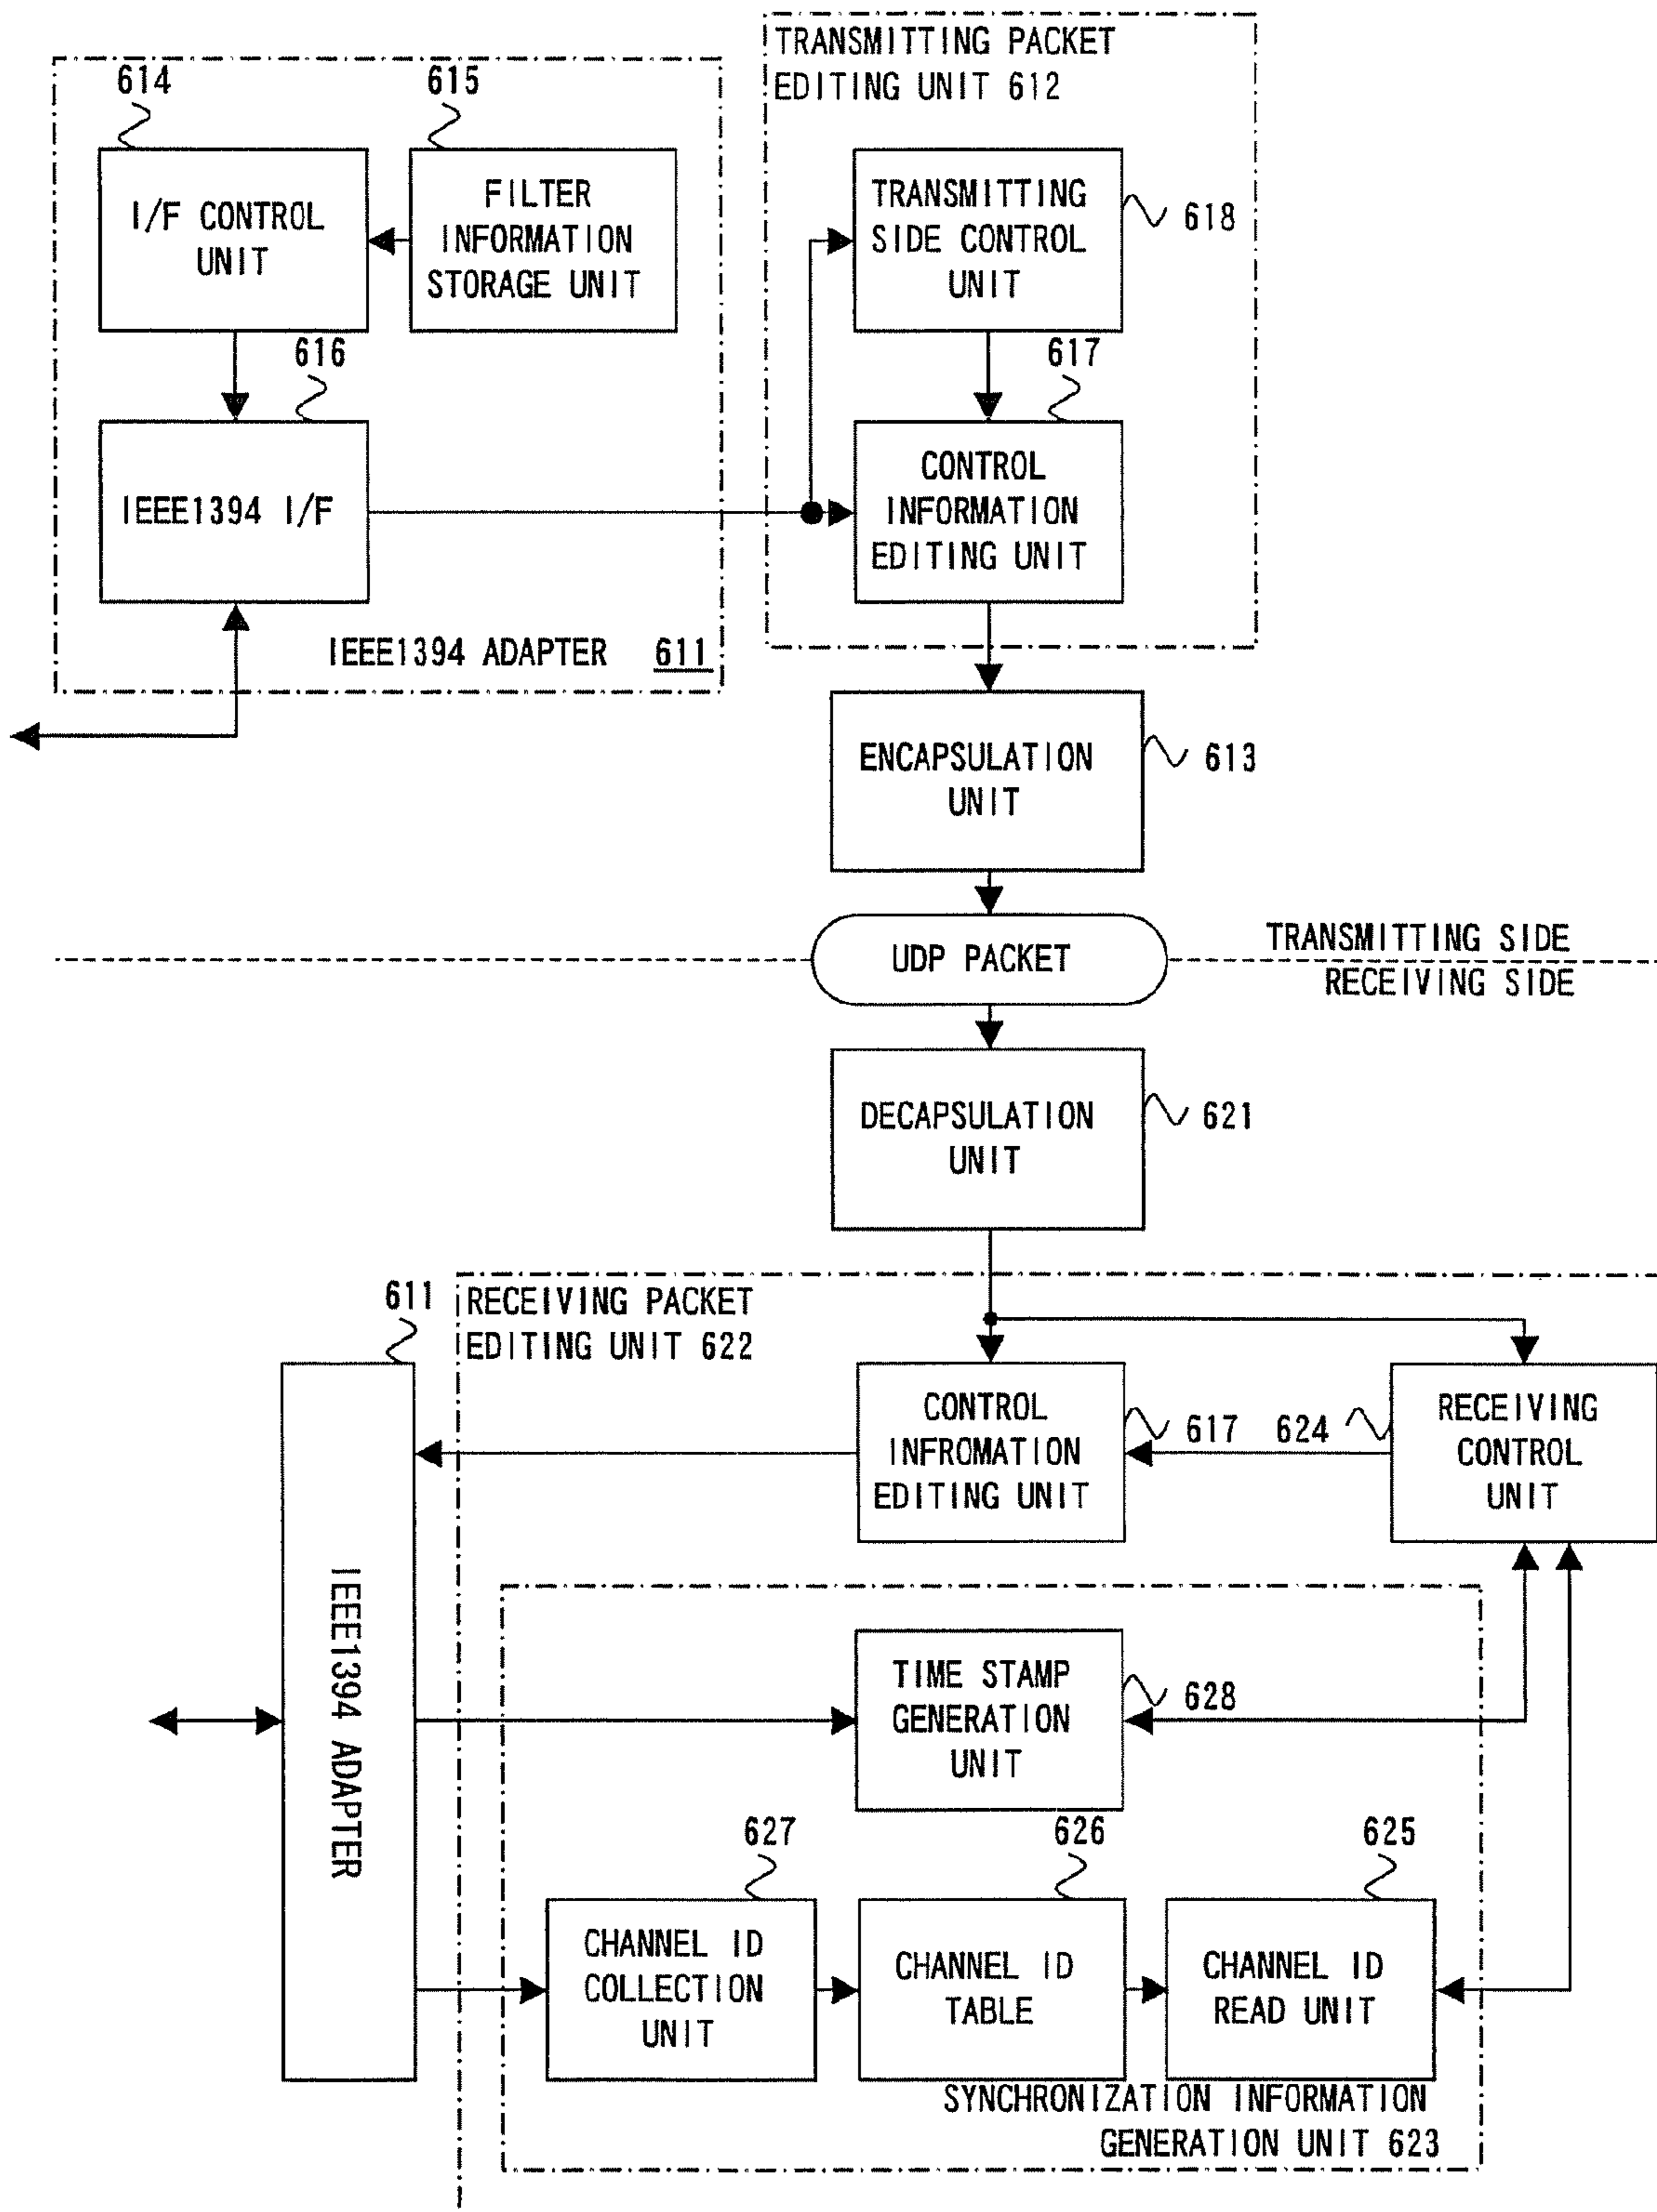 TRANSMITTING PACKET
EDITING UNIT 612
614
615
I/F CONTROL
UNIT
FILTER
INFORMATION
STORAGE UNIT
TRANSMITTING
SIDE CONTROL
UNIT
618
616
617
IEEE1394 I/F
CONTROL
INFORMATION
EDITING UNIT
IEEE1394 ADAPTER 611
ENCAPSULATION
UNIT
613
UDP PACKET
TRANSMITTING SIDE
RECEIVING SIDE
DECAPSULATION
UNIT
621
611
RECEIVING PACKET
EDITING UNIT 622
CONTROL
INFROMATION
EDITING UNIT
617
624
RECEIVING
CONTROL
UNIT
IEEE1394 ADAPTER
TIME STAMP
GENERATION
UNIT
628
627
626
625
CHANNEL ID
COLLECTION
UNIT
CHANNEL ID
TABLE
CHANNEL ID
READ UNIT
SYNCHRONIZATION INFORMATION
GENERATION UNIT 623